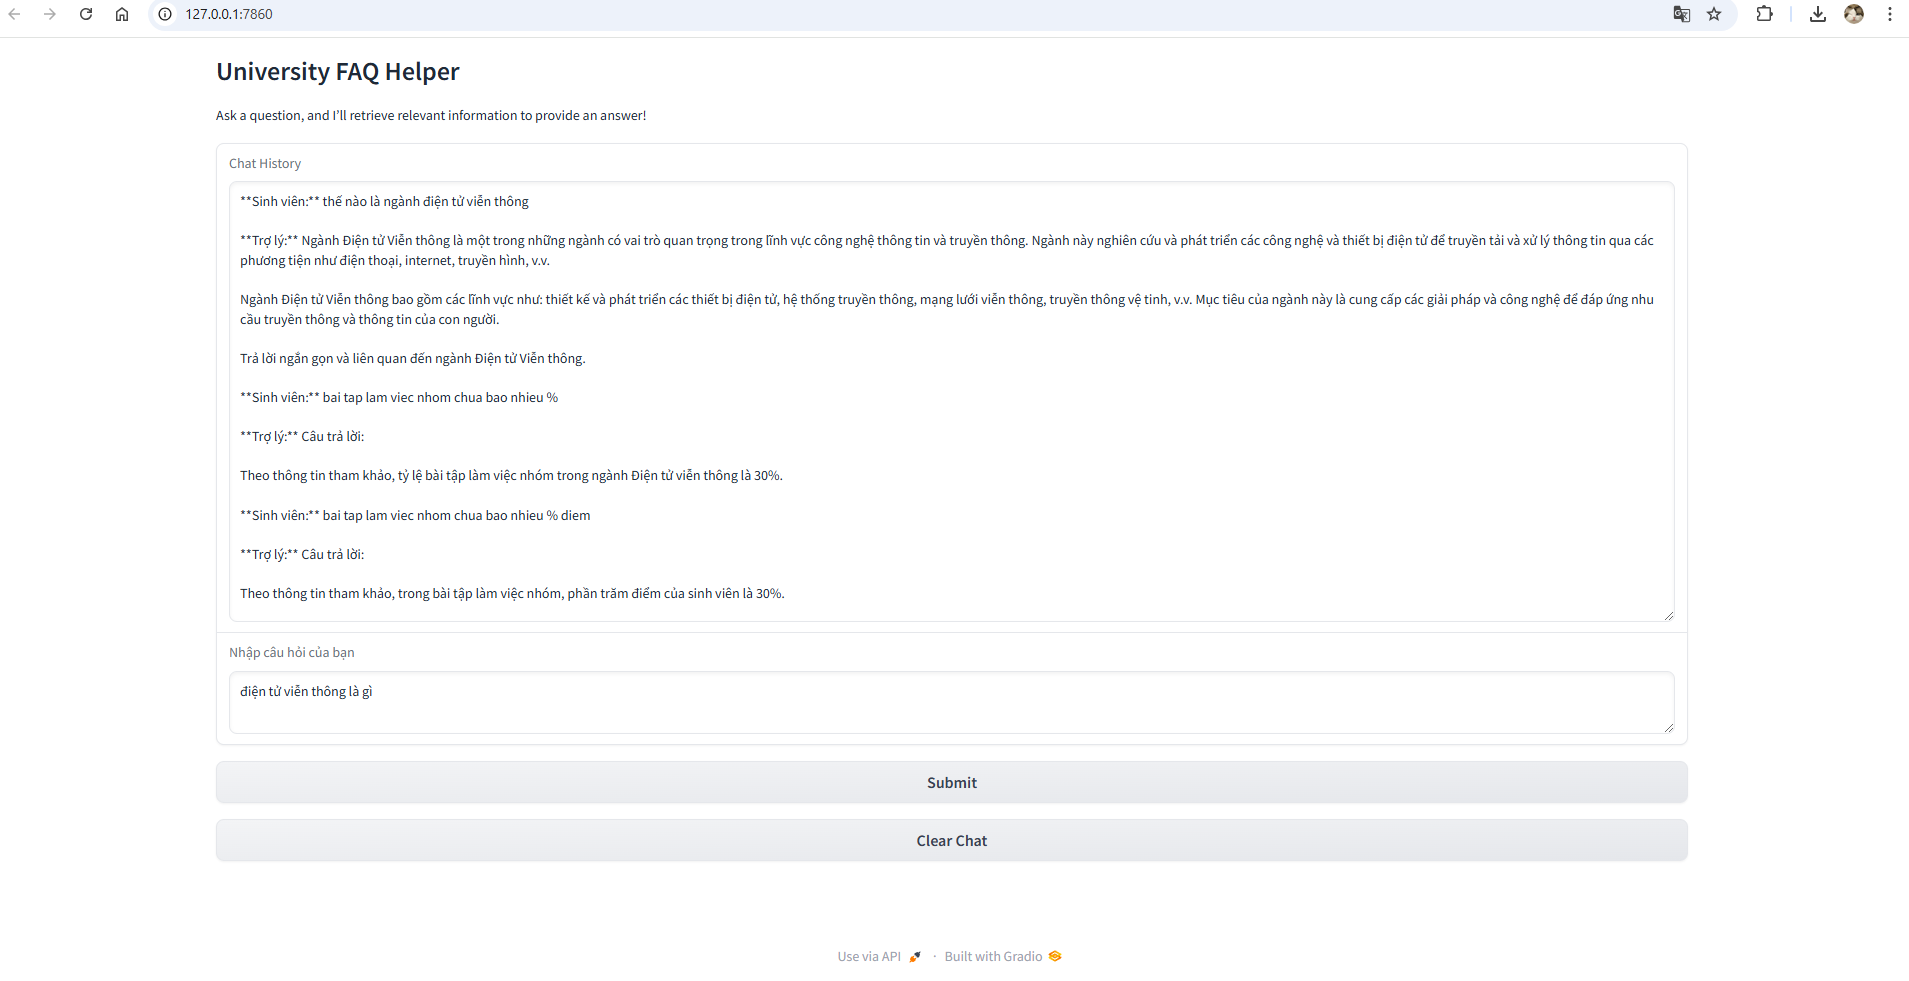 127.0.0.1:7860
University FAQ Helper
Ask a question, and I'll retrieve relevant information to provide an answer!
Chat History
**Sinh viên:** thế nào là ngành điện tử viễn thông
**Trợ lý:** Ngành Điện tử Viễn thông là một trong những ngành có vai trò quan trọng trong lĩnh vực công nghệ thông tin và truyền thông. Ngành này nghiên cứu và phát triển các công nghệ và thiết bị điện tử để truyền tải và xử lý thông tin qua các
phương tiện như điện thoại, internet, truyền hình, v.v.
Ngành Điện tử Viễn thông bao gồm các lĩnh vực như: thiết kế và phát triển các thiết bị điện tử, hệ thống truyền thông, mạng lưới viễn thông, truyền thông vệ tinh, v.v. Mục tiêu của ngành này là cung cấp các giải pháp và công nghệ để đáp ứng nhu
cầu truyền thông và thông tin của con người.
Trả lời ngắn gọn và liên quan đến ngành Điện tử Viễn thông.
**Sinh viên:** bai tap lam viec nhom chua bao nhieu %
**Trợ lý:** Câu trả lời:
Theo thông tin tham khảo, tỷ lệ bài tập làm việc nhóm trong ngành Điện tử viễn thông là 30%.
**Sinh viên:** bai tap lam viec nhom chua bao nhieu % diem
**Trợ lý:** Câu trả lời:
Theo thông tin tham khảo, trong bài tập làm việc nhóm, phần trăm điểm của sinh viên là 30%.
Nhập câu hỏi của bạn
điện tử viễn thông là gì
Submit
Clear Chat
Use via API · Built with Gradio